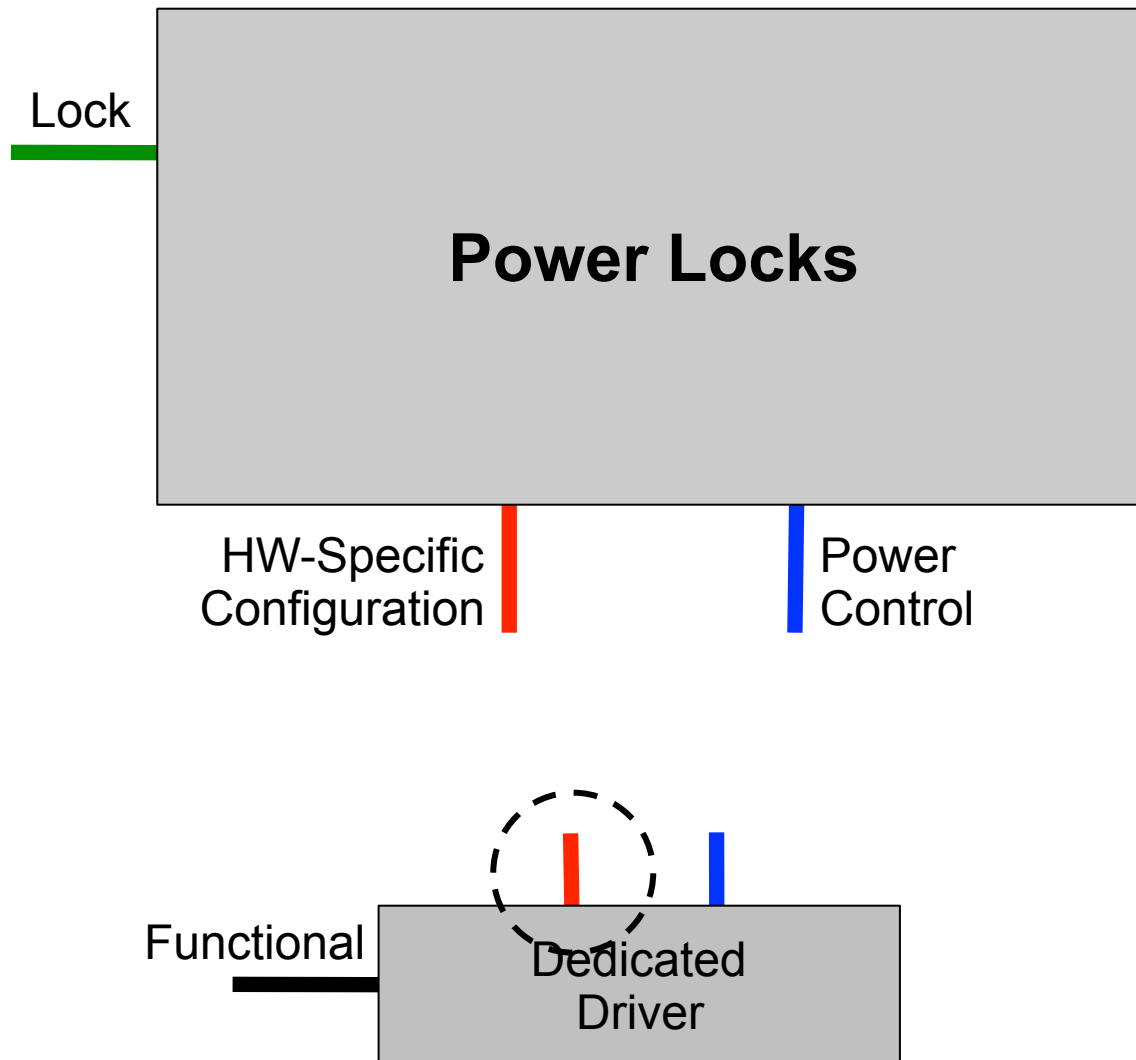 Lock
Power Locks
HW-Specific
Configuration
Power
Control
Functional
Dedicated
Driver